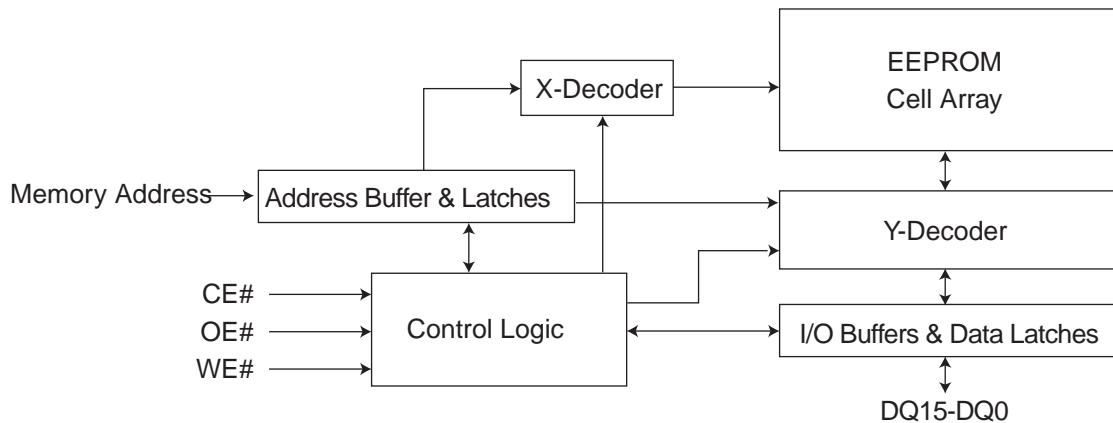 EEPROM
Cell Array
X-Decoder
Memory Address
Address Buffer & Latches
Y-Decoder
CE#
OE#
WE#
Control Logic
I/O Buffers & Data Latches
DQ15-DQ0